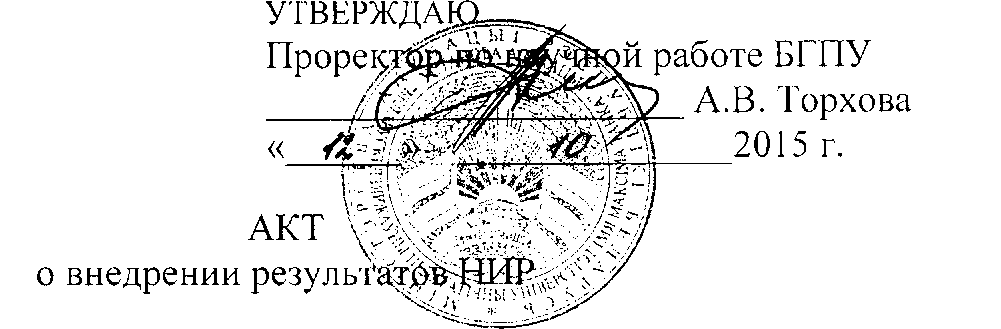 УТВЕРЖДАЮ
Проректор по научной работе БГПУ
А.В. Торхова
« 12 » 10 2015 г.
АКТ
о внедрении результатов НИР